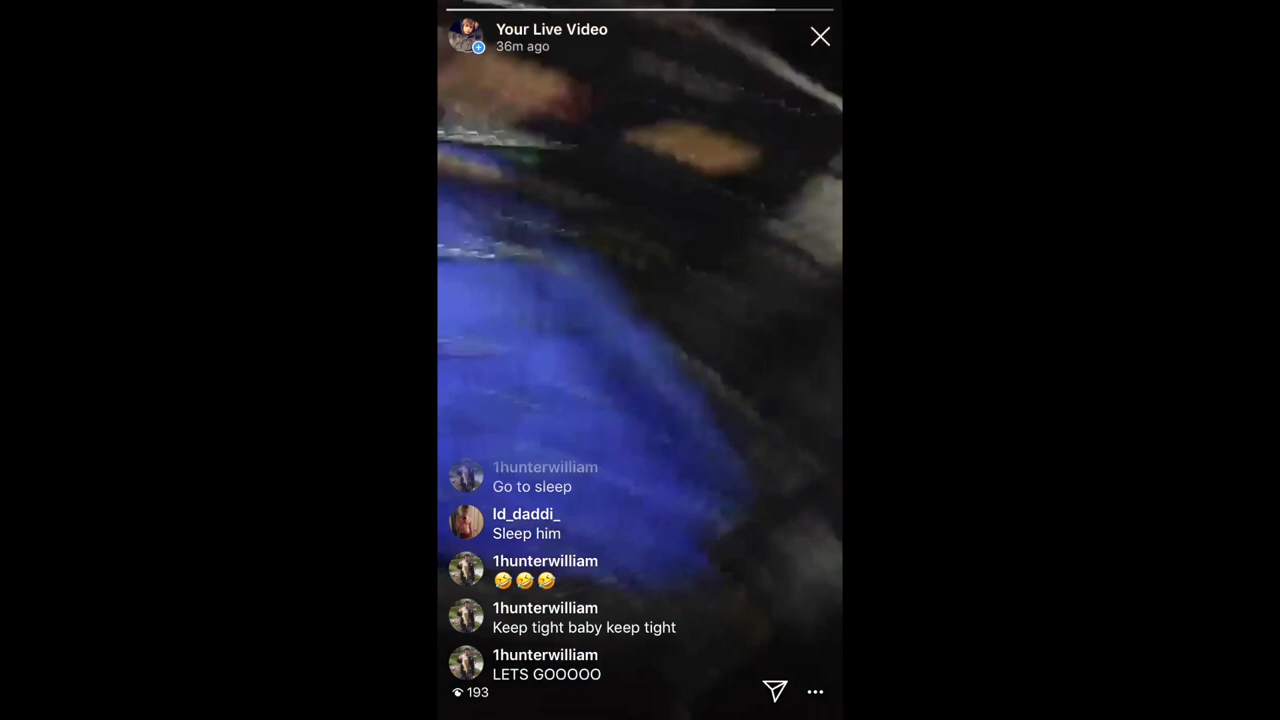 Your Live Video
36m ago
1hunterwilliam
Go to sleep
ld_daddi_
Sleep him
1hunterwilliam
🤣🤣🤣
1hunterwilliam
Keep tight baby keep tight
1hunterwilliam
LETS GOOOOO
193